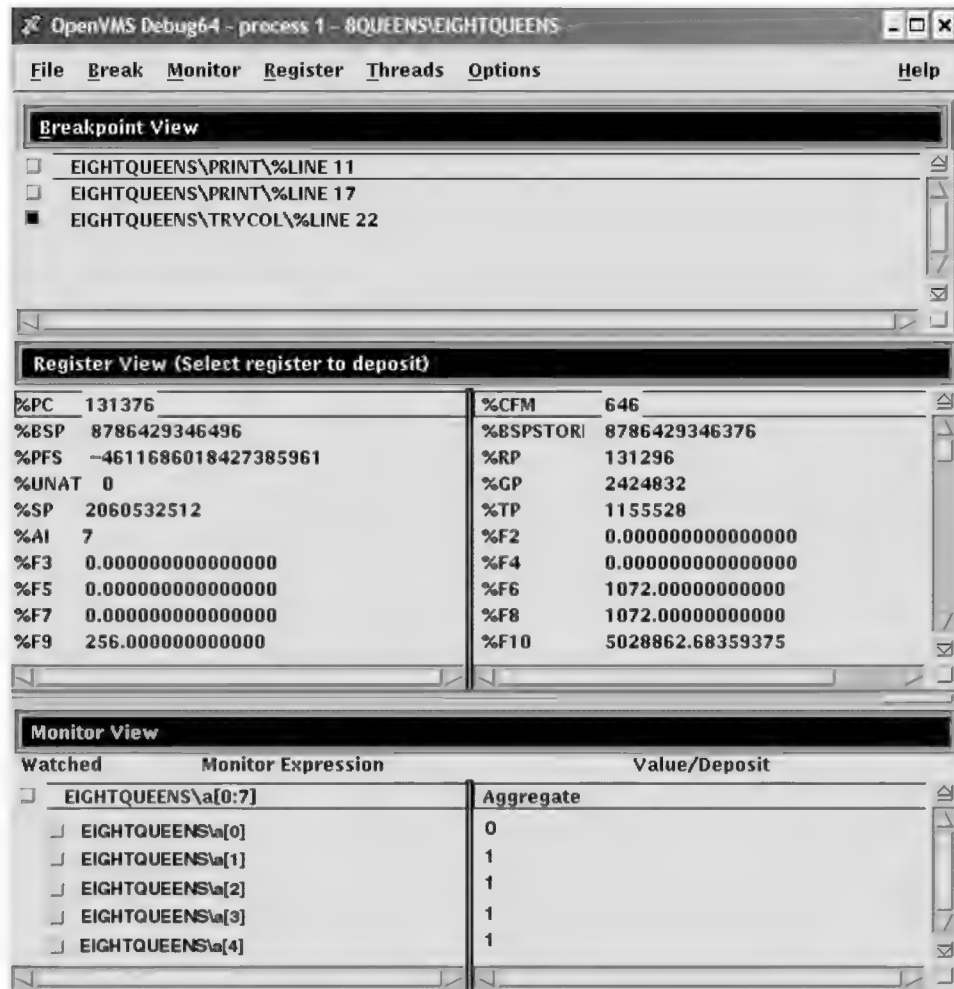 OpenVMS Debug64 - process 1 - 8QUEENS\EIGHTQUEENS
File Break Monitor Register Threads Options Help
Breakpoint View
EIGHTQUEENS\PRINT\%LINE 11
EIGHTQUEENS\PRINT\%LINE 17
EIGHTQUEENS\TRYCOL\%LINE 22
Register View (Select register to deposit)
%PC 131376 %CFM 646
%BSP 8786429346496 %BSPSTORI 8786429346376
%PFS -4611686018427385961 %RP 131296
%UNAT 0 %GP 2424832
%SP 2060532512 %TP 1155528
%AI 7 %F2 0.000000000000000
%F3 0.000000000000000 %F4 0.000000000000000
%F5 0.000000000000000 %F6 1072.00000000000
%F7 0.000000000000000 %F8 1072.00000000000
%F9 256.000000000000 %F10 5028862.68359375
Monitor View
Watched Monitor Expression Value/Deposit
EIGHTQUEENS\a[0:7] Aggregate
EIGHTQUEENS\a[0] 0
EIGHTQUEENS\a[1] 1
EIGHTQUEENS\a[2] 1
EIGHTQUEENS\a[3] 1
EIGHTQUEENS\a[4] 1